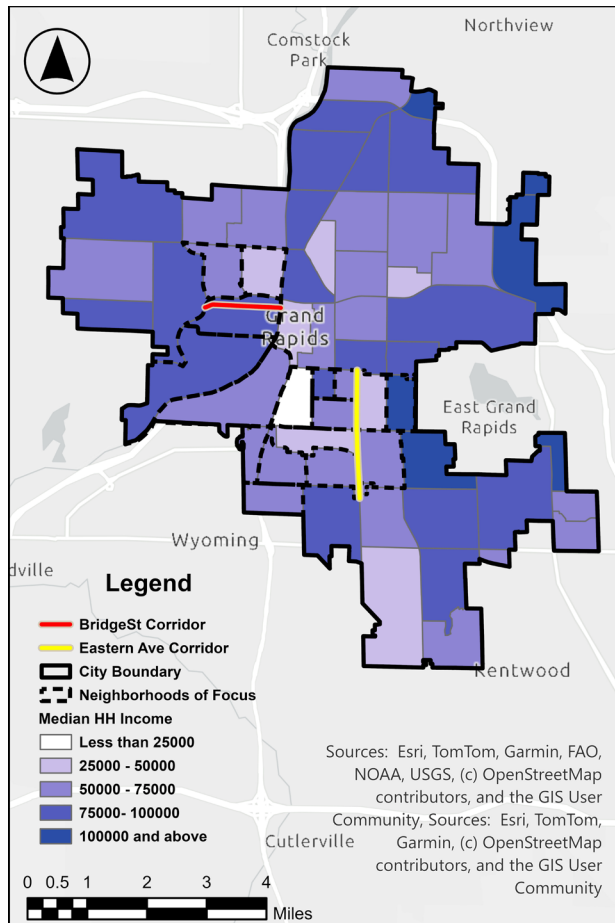 Northview
Comstock
Park
Grand
Rapids
East Grand
Rapids
Wyoming
dville
Kentwood
Legend
BridgeSt Corridor
Eastern Ave Corridor
City Boundary
Neighborhoods of Focus
Median HH Income
Less than 25000
25000 - 50000
50000 - 75000
75000- 100000
100000 and above
Sources: Esri, TomTom, Garmin, FAO,
NOAA, USGS, (c) OpenStreetMap
contributors, and the GIS User
Community, Sources: Esri, TomTom,
Garmin, (c) OpenStreetMap
contributors, and the GIS User
Community
Cutlerville
0 0.5 1 2 3 4
Miles